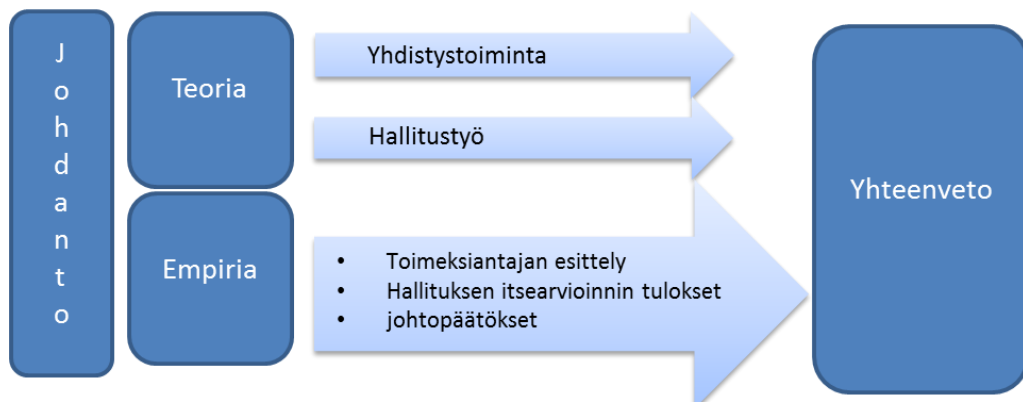 Johdanto
Teoria
Yhdistystoiminta
Hallitustyö
Empiria
• Toimeksiantajan esittely
• Hallituksen itsearvioinnin tulokset
• johtopäätökset
Yhteenveto